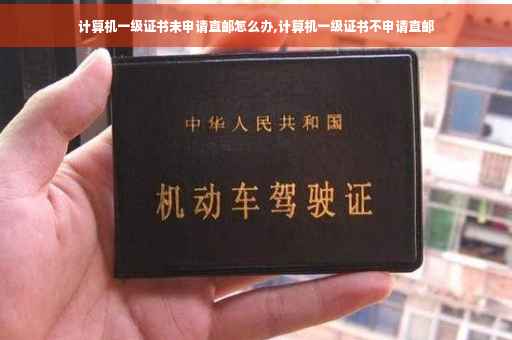 计算机一级证书未申请直邮怎么办,计算机一级证书不申请直邮
中华人民共和国
机动车驾驶证